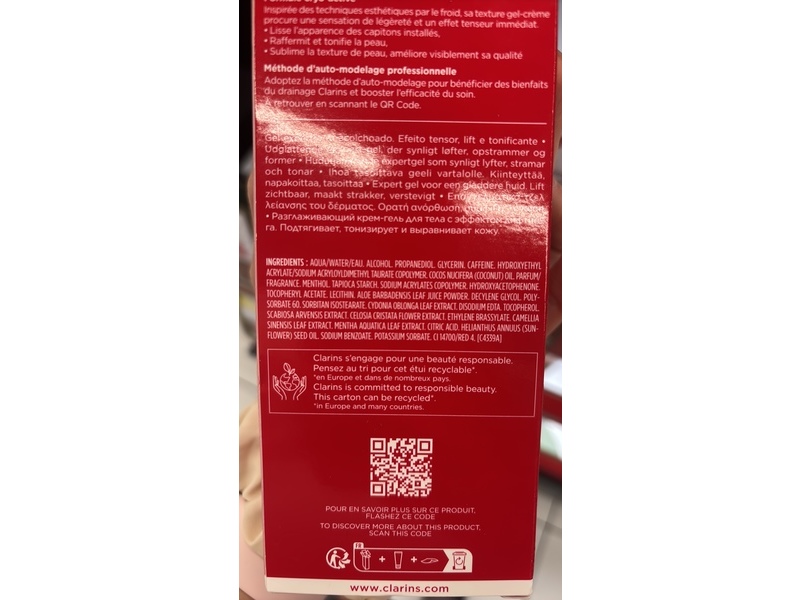 Inspirée des techniques esthétiques par le froid, sa texture gel-crème
procure une sensation de légèreté et un effet tenseur immédiat.
• Lisse l'apparence des capitons installés,
• Raffermit et tonifie la peau,
• Sublime la texture de peau, améliore visiblement sa qualité
Méthode d'auto-modelage professionnelle
Adoptez la méthode d'auto-modelage pour bénéficier des bienfaits
du drainage Clarins et booster l'efficacité du soin.
À retrouver en scannant le QR Code.
acolchoado. Efeito tensor, lift e tonificante •
Udglattende gel, der synligt løfter, opstrammer og
former • expertgel som synligt lyfter, stramar
och tonar • Ihoa tasoittava geeli vartalolle. Kiinteyttää,
napakoittaa, tasoittaa • Expert gel voor een gladdere huid. Lift
zichtbaar, maakt strakker, verstevigt •
λείανσης του δέρματος. Ορατή ανόρθωση,
• Разглаживающий крем-гель для тела с эффектом
га. Подтягивает, тонизирует и выравнивает кожу.
INGREDIENTS : AQUA/WATER/EAU. ALCOHOL. PROPANEDIOL. GLYCERIN. CAFFEINE. HYDROXYETHYL
ACRYLATE/SODIUM ACRYLOYLDIMETHYL TAURATE COPOLYMER. COCOS NUCIFERA (COCONUT) OIL. PARFUM/
FRAGRANCE. MENTHOL. TAPIOCA STARCH. SODIUM ACRYLATES COPOLYMER. HYDROXYACETOPHENONE.
TOCOPHERYL ACETATE. LECITHIN. ALOE BARBADENSIS LEAF JUICE POWDER. DECYLENE GLYCOL. POLY-
SORBATE 60. SORBITAN ISOSTEARATE. CYDONIA OBLONGA LEAF EXTRACT. DISODIUM EDTA. TOCOPHEROL.
SCABIOSA ARVENSIS EXTRACT. CELOSIA CRISTATA FLOWER EXTRACT. ETHYLENE BRASSYLATE. CAMELLIA
SINENSIS LEAF EXTRACT. MENTHA AQUATICA LEAF EXTRACT. CITRIC ACID. HELIANTHUS ANNUUS (SUN-
FLOWER) SEED OIL. SODIUM BENZOATE. POTASSIUM SORBATE. CI 14700/RED 4. [C4339A]
Clarins s'engage pour une beauté responsable.
Pensez au tri pour cet étui recyclable*.
*en Europe et dans de nombreux pays.
Clarins is committed to responsible beauty.
This carton can be recycled*.
*in Europe and many countries.
POUR EN SAVOIR PLUS SUR CE PRODUIT,
FLASHEZ CE CODE
TO DISCOVER MORE ABOUT THIS PRODUCT,
SCAN THIS CODE
FR
+ +
www.clarins.com